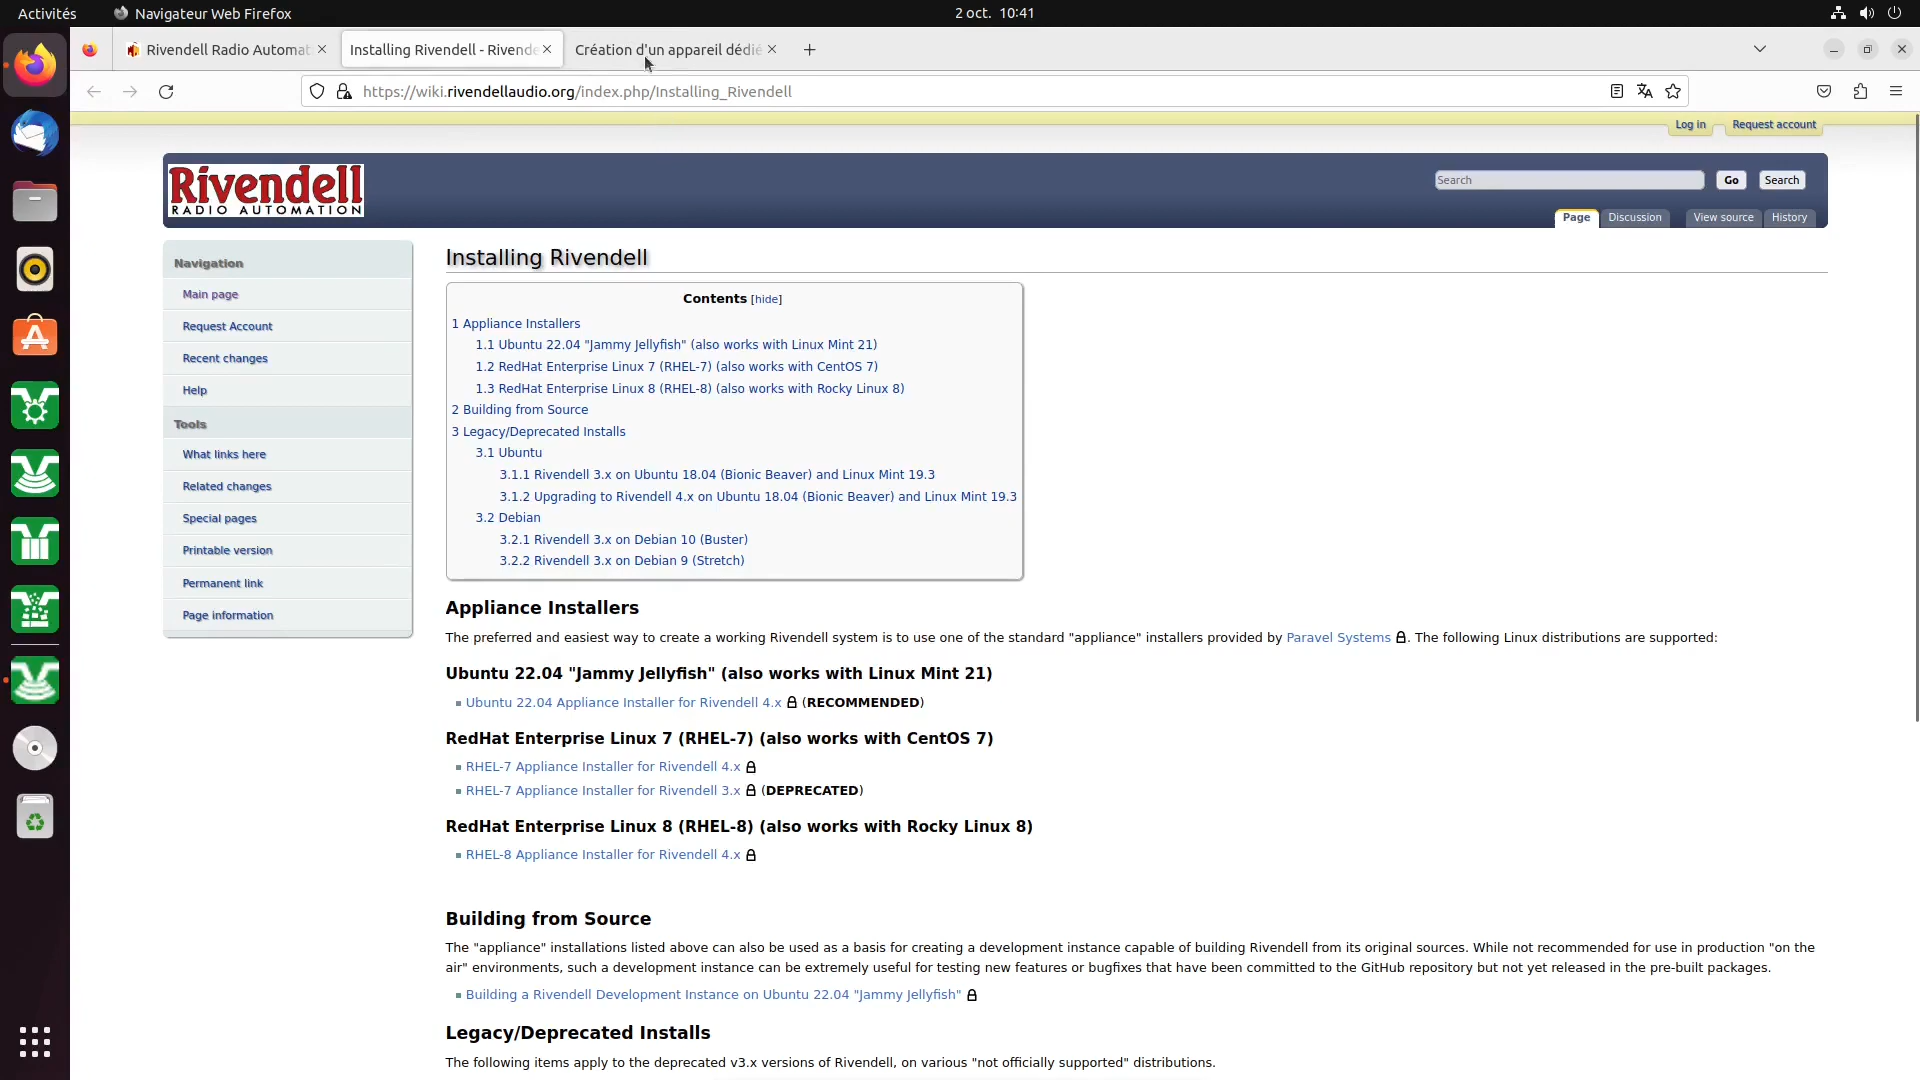 Activités
Navigateur Web Firefox
2 oct. 10:41
Rivendell Radio Automat
Installing Rivendell - Rivende
Création d'un appareil dédié
https://wiki.rivendellaudio.org/index.php/Installing_Rivendell
Log in
Request account
Rivendell
RADIO AUTOMATION
Search
Go
Search
Page
Discussion
View source
History
Navigation
Main page
Request Account
Recent changes
Help
Tools
What links here
Related changes
Special pages
Printable version
Permanent link
Page information
Installing Rivendell
Contents [hide]
1 Appliance Installers
1.1 Ubuntu 22.04 "Jammy Jellyfish" (also works with Linux Mint 21)
1.2 RedHat Enterprise Linux 7 (RHEL-7) (also works with CentOS 7)
1.3 RedHat Enterprise Linux 8 (RHEL-8) (also works with Rocky Linux 8)
2 Building from Source
3 Legacy/Deprecated Installs
3.1 Ubuntu
3.1.1 Rivendell 3.x on Ubuntu 18.04 (Bionic Beaver) and Linux Mint 19.3
3.1.2 Upgrading to Rivendell 4.x on Ubuntu 18.04 (Bionic Beaver) and Linux Mint 19.3
3.2 Debian
3.2.1 Rivendell 3.x on Debian 10 (Buster)
3.2.2 Rivendell 3.x on Debian 9 (Stretch)
Appliance Installers
The preferred and easiest way to create a working Rivendell system is to use one of the standard "appliance" installers provided by Paravel Systems. The following Linux distributions are supported:
Ubuntu 22.04 "Jammy Jellyfish" (also works with Linux Mint 21)
Ubuntu 22.04 Appliance Installer for Rivendell 4.x (RECOMMENDED)
RedHat Enterprise Linux 7 (RHEL-7) (also works with CentOS 7)
RHEL-7 Appliance Installer for Rivendell 4.x
RHEL-7 Appliance Installer for Rivendell 3.x (DEPRECATED)
RedHat Enterprise Linux 8 (RHEL-8) (also works with Rocky Linux 8)
RHEL-8 Appliance Installer for Rivendell 4.x
Building from Source
The "appliance" installations listed above can also be used as a basis for creating a development instance capable of building Rivendell from its original sources. While not recommended for use in production "on the
air" environments, such a development instance can be extremely useful for testing new features or bugfixes that have been committed to the GitHub repository but not yet released in the pre-built packages.
Building a Rivendell Development Instance on Ubuntu 22.04 "Jammy Jellyfish"
Legacy/Deprecated Installs
The following items apply to the deprecated v3.x versions of Rivendell, on various "not officially supported" distributions.